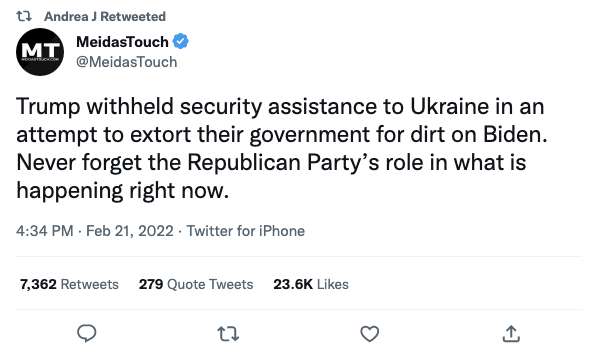 Andrea J Retweeted
MT
MEIDASTOUCH.COM
MeidasTouch
@MeidasTouch
Trump withheld security assistance to Ukraine in an
attempt to extort their government for dirt on Biden.
Never forget the Republican Party’s role in what is
happening right now.
4:34 PM · Feb 21, 2022 · Twitter for iPhone
7,362 Retweets 279 Quote Tweets 23.6K Likes